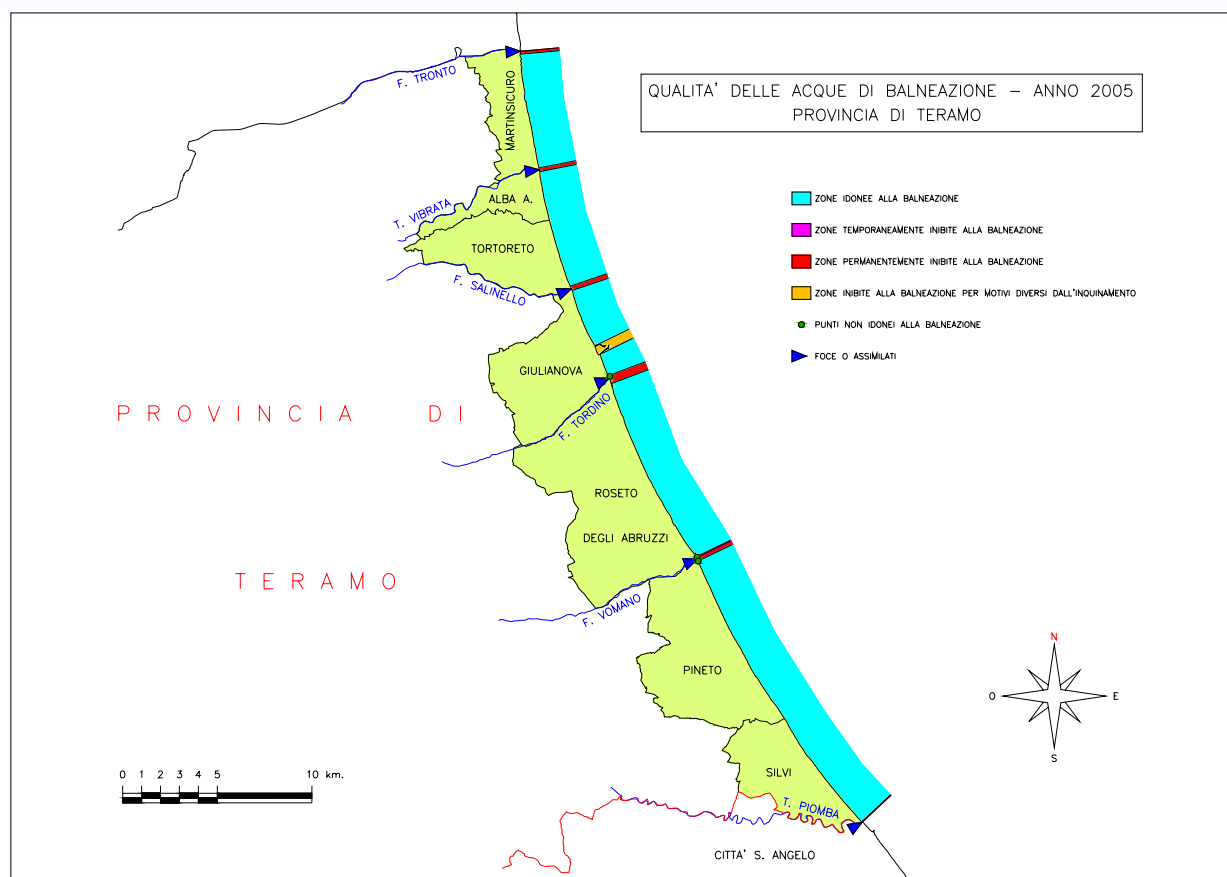 QUALITA' DELLE ACQUE DI BALNEAZIONE – ANNO 2005
PROVINCIA DI TERAMO
ZONE IDONEE ALLA BALNEAZIONE
ZONE TEMPORANEAMENTE INIBITE ALLA BALNEAZIONE
ZONE PERMANENTEMENTE INIBITE ALLA BALNEAZIONE
ZONE INIBITE ALLA BALNEAZIONE PER MOTIVI DIVERSI DALL'INQUINAMENTO
PUNTI NON IDONEI ALLA BALNEAZIONE
FOCE O ASSIMILATI
F. TRONTO
MARTINSICURO
T. VIBRATA
ALBA A.
TORTORETO
F. SALINELLO
GIULIANOVA
PROVINCIA DI
F. TORDINO
ROSETO
DEGLI ABRUZZI
TERAMO
F. VOMANO
PINETO
N
O E
S
SILVI
0 1 2 3 4 5 10 km.
T. PIOMBA
CITTA' S. ANGELO